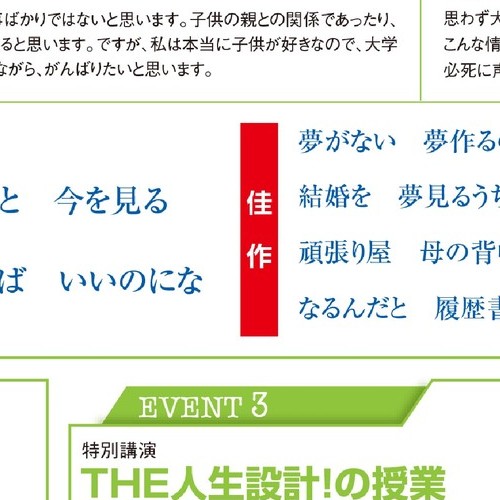 事ばかりではないと思います。子供の親との関係であったり、
ると思います。ですが、私は本当に子供が好きなので、大学
ながら、がんばりたいと思います。
思わず大
こんな情
必死に声
と 今を見る
ば いいのにな
佳作
夢がない 夢作る
結婚を 夢見るうち
頑張り屋 母の背中
なるんだと 履歴書
EVENT 3
特別講演
THE人生設計!の授業